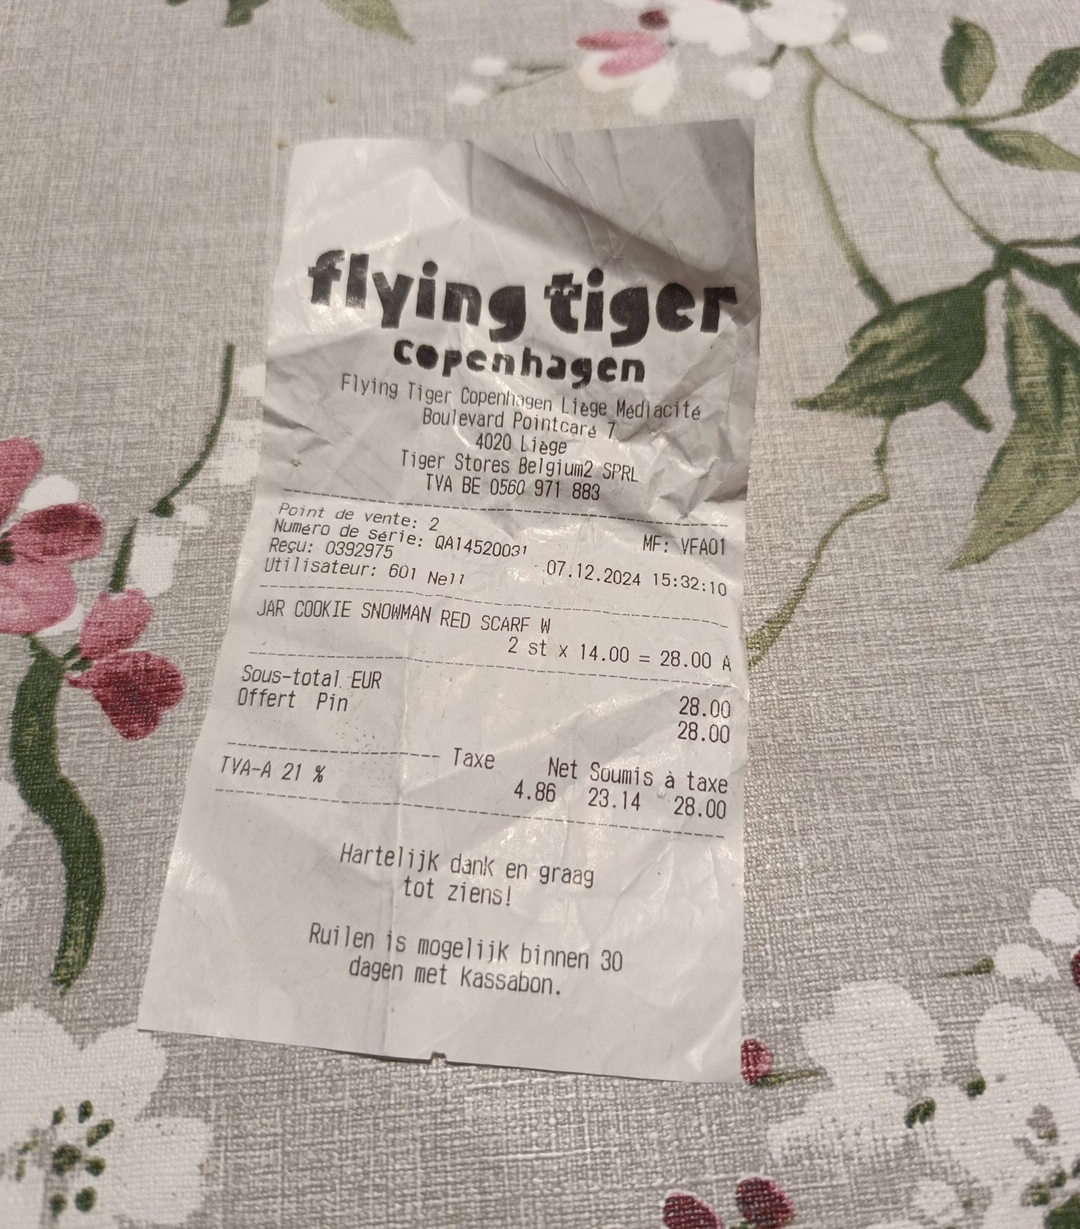 flying tiger
copenhagen
Flying Tiger Copenhagen Liège Médiacité
Boulevard Pointcaré 7
4020 Liège
Tiger Stores Belgium2 SPRL
TVA BE 0560 971 883
Point de vente: 2 MF: VFA01
Numéro de série: QA14520031
Reçu: 0392975 07.12.2024 15:32:10
Utilisateur: 601 Nell
JAR COOKIE SNOWMAN RED SCARF W
2 st x 14.00 = 28.00 A
Sous-total EUR 28.00
Offert Pin 28.00
Taxe Net Soumis à taxe
TVA-A 21 % 4.86 23.14 28.00
Hartelijk dank en graag
tot ziens!
Ruilen is mogelijk binnen 30
dagen met Kassabon.